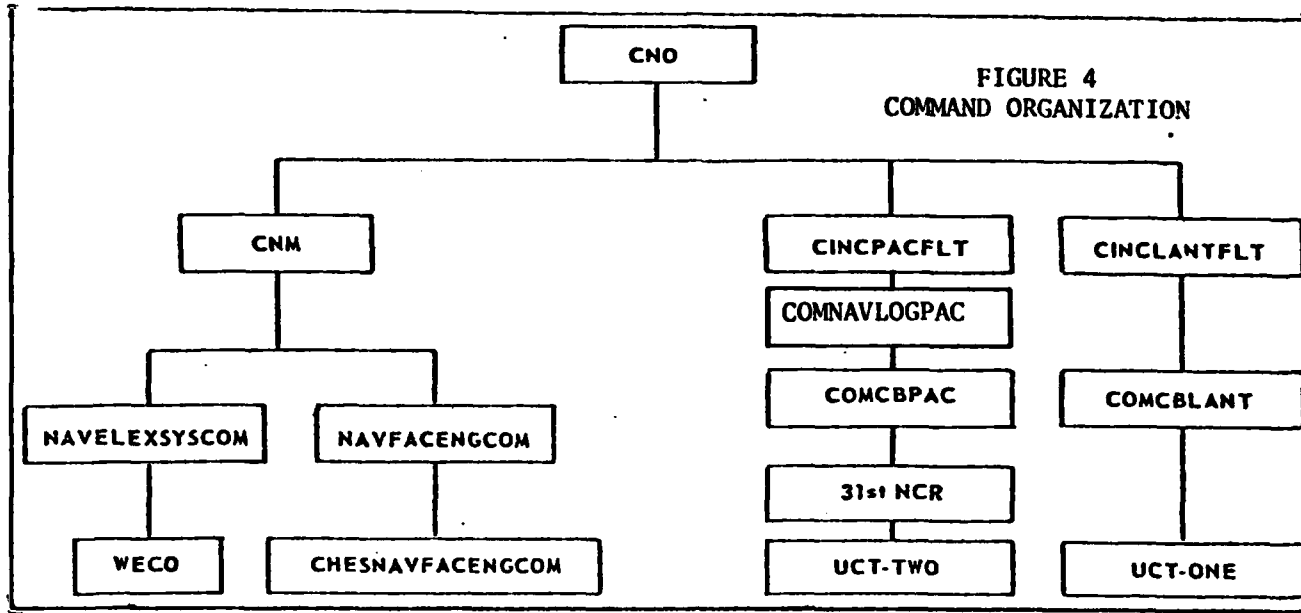 CNO
FIGURE 4
COMMAND ORGANIZATION
CNM
CINCPACFLT
CINCLANTFLT
COMNAVLOGPAC
COMCBPAC
COMCBLANT
NAVELEXSYSCOM
NAVFACENGCOM
31st NCR
WECO
CHESNAVFACENGCOM
UCT-TWO
UCT-ONE